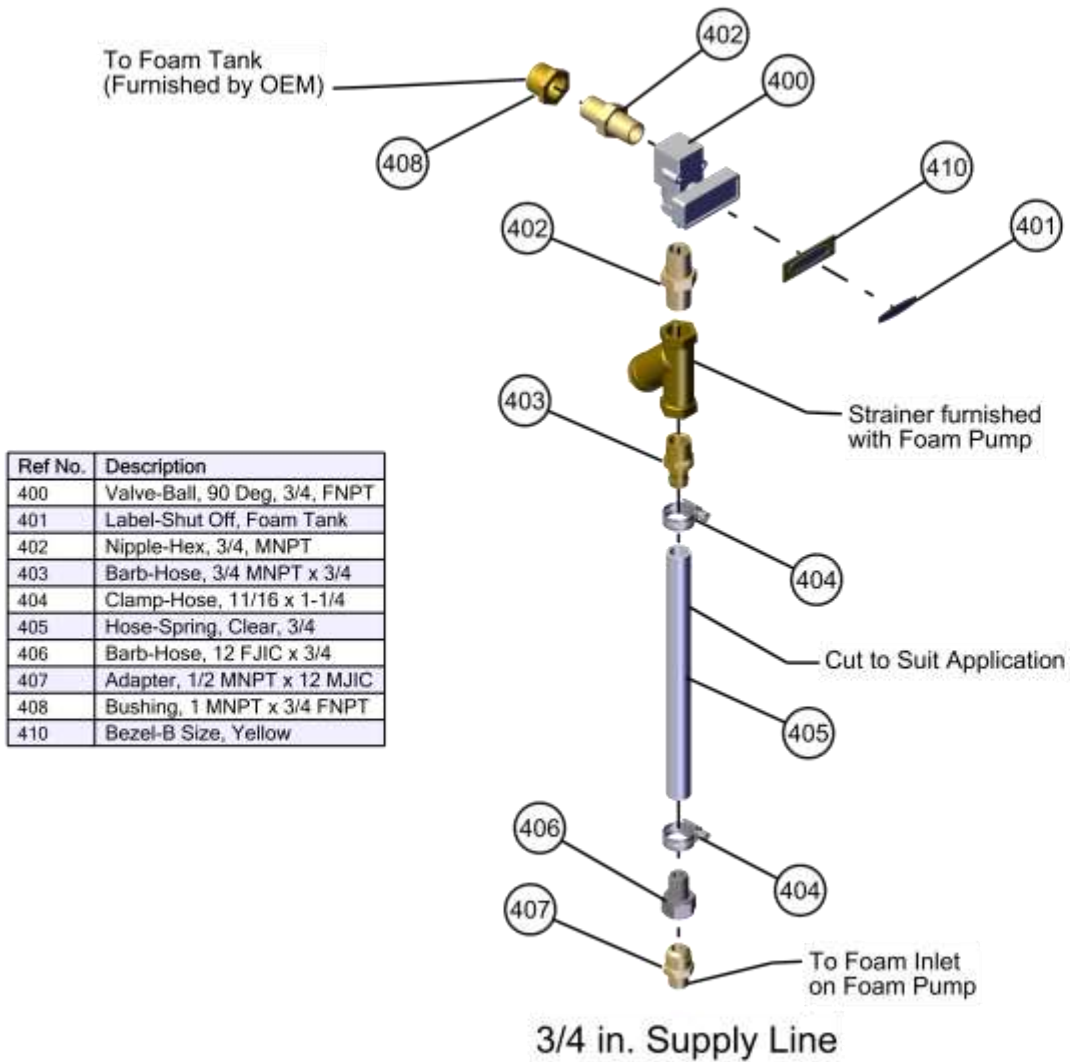 To Foam Tank
(Furnished by OEM)
402
400
408
410
402
401
403
Strainer furnished
with Foam Pump
404
Cut to Suit Application
405
406
404
407
To Foam Inlet
on Foam Pump
Ref No. Description
400 Valve-Ball, 90 Deg, 3/4, FNPT
401 Label-Shut Off, Foam Tank
402 Nipple-Hex, 3/4, MNPT
403 Barb-Hose, 3/4 MNPT x 3/4
404 Clamp-Hose, 11/16 x 1-1/4
405 Hose-Spring, Clear, 3/4
406 Barb-Hose, 12 FJIC x 3/4
407 Adapter, 1/2 MNPT x 12 MJIC
408 Bushing, 1 MNPT x 3/4 FNPT
410 Bezel-B Size, Yellow
3/4 in. Supply Line